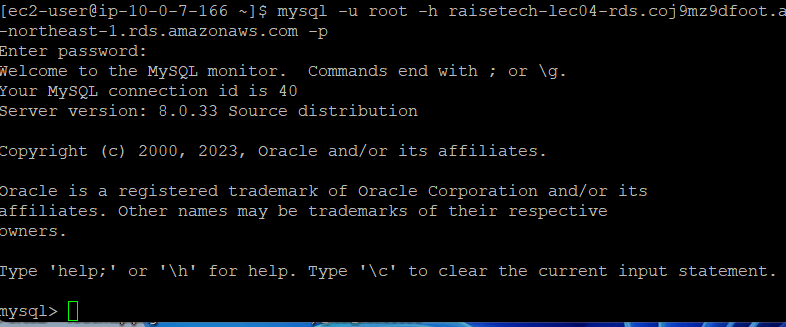 [ec2-user@ip-10-0-7-166 ~]$ mysql -u root -h raisetech-lec04-rds.coj9mz9dfoot.a
-northeast-1.rds.amazonaws.com -p
Enter password:
Welcome to the MySQL monitor.  Commands end with ; or \g.
Your MySQL connection id is 40
Server version: 8.0.33 Source distribution
Copyright (c) 2000, 2023, Oracle and/or its affiliates.
Oracle is a registered trademark of Oracle Corporation and/or its
affiliates. Other names may be trademarks of their respective
owners.
Type 'help;' or '\h' for help. Type '\c' to clear the current input statement.
mysql>